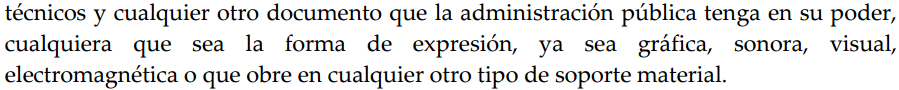 técnicos y cualquier otro documento que la administración pública tenga en su poder,
cualquiera que sea la forma de expresión, ya sea gráfica, sonora, visual,
electromagnética o que obre en cualquier otro tipo de soporte material.